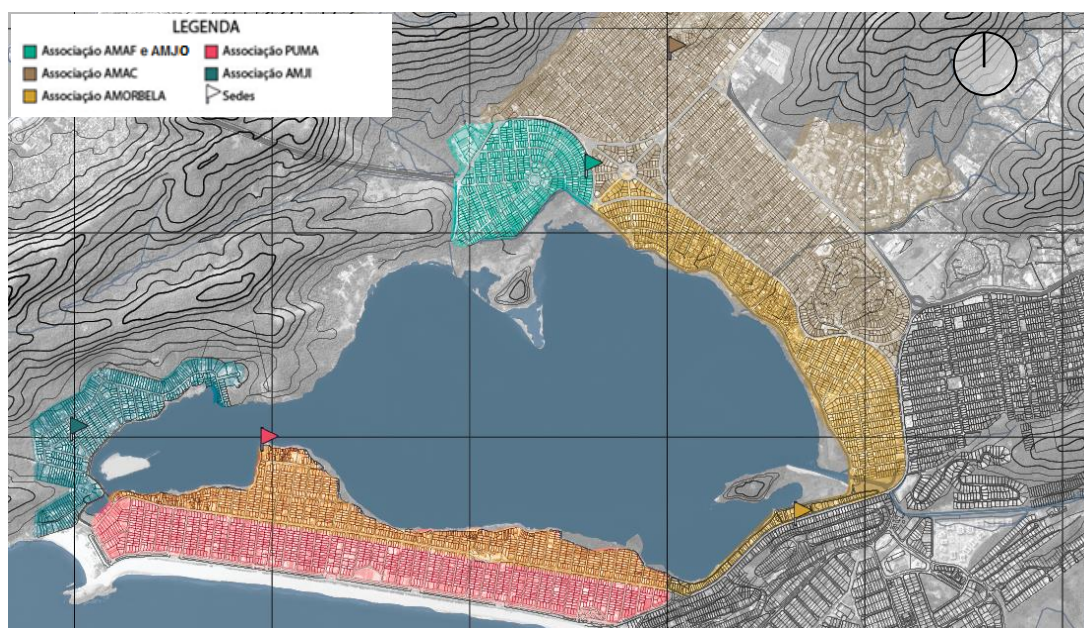 LEGENDA
Associação AMAF e AMJO
Associação PUMA
Associação AMAC
Associação AMJI
Associação AMORBELA
Sedes